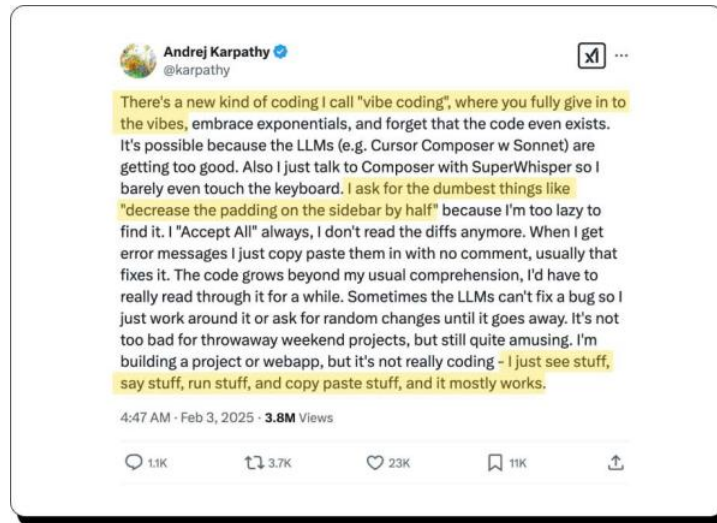 Andrej Karpathy
@karpathy
There's a new kind of coding I call "vibe coding", where you fully give in to
the vibes, embrace exponentials, and forget that the code even exists.
It's possible because the LLMs (e.g. Cursor Composer w Sonnet) are
getting too good. Also I just talk to Composer with SuperWhisper so I
barely even touch the keyboard. I ask for the dumbest things like
"decrease the padding on the sidebar by half" because I'm too lazy to
find it. I "Accept All" always, I don't read the diffs anymore. When I get
error messages I just copy paste them in with no comment, usually that
fixes it. The code grows beyond my usual comprehension, I'd have to
really read through it for a while. Sometimes the LLMs can't fix a bug so I
just work around it or ask for random changes until it goes away. It's not
too bad for throwaway weekend projects, but still quite amusing. I'm
building a project or webapp, but it's not really coding - I just see stuff,
say stuff, run stuff, and copy paste stuff, and it mostly works.
4:47 AM · Feb 3, 2025 · 3.8M Views
1.1K 3.7K 23K 11K